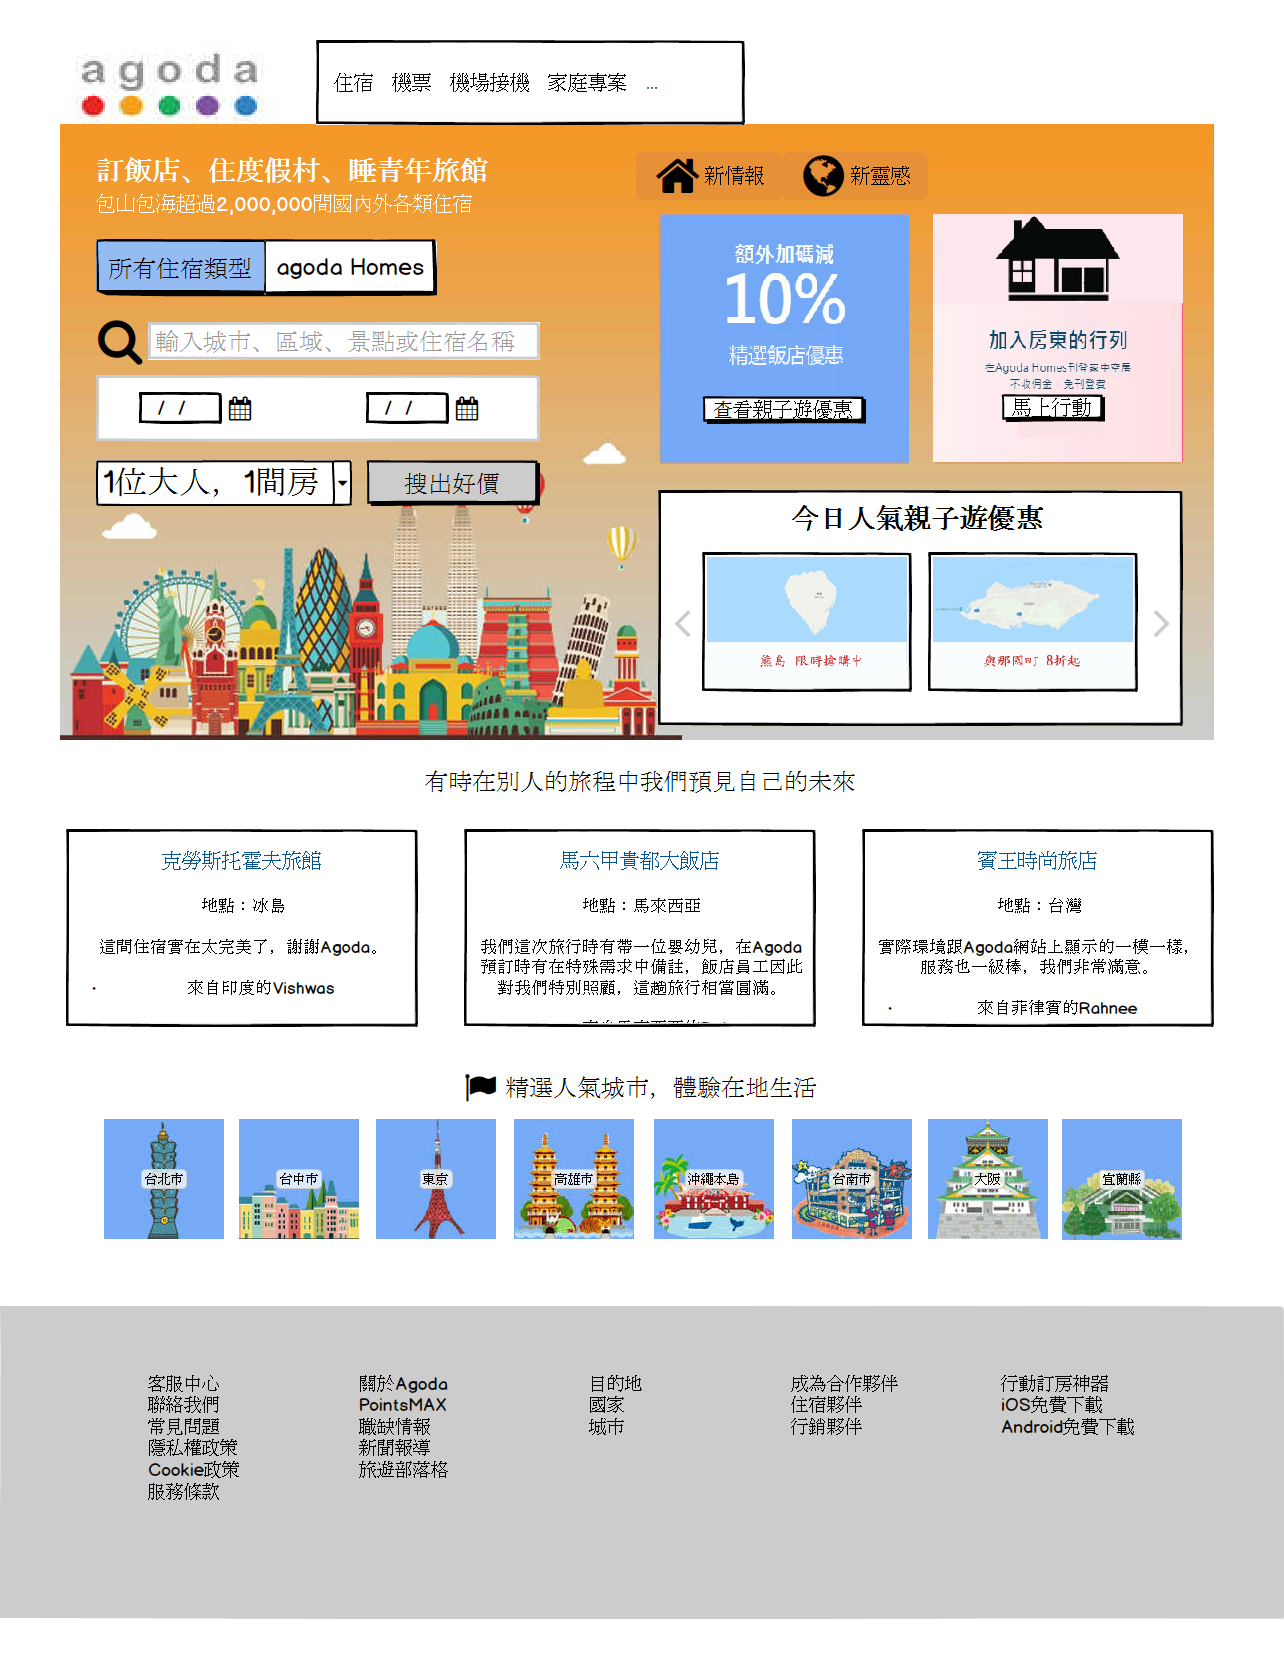 agoda
住宿 機票 機場接機 家庭專案 ...
訂飯店、住度假村、睡青年旅館
包山包海超過2,000,000間國內外各類住宿
新情報 新靈感
所有住宿類型 agoda Homes
輸入城市、區域、景點或住宿名稱
/ / / /
1位大人，1間房 搜出好價
額外加碼減
10%
精選飯店優惠
查看親子遊優惠
加入房東的行列
在Agoda Homes刊登家中空屋
不收佣金，免刊登費
馬上行動
今日人氣親子遊優惠
熊島 限時搶購中
與那國町 8折起
有時在別人的旅程中我們預見自己的未來
克勞斯托霍夫旅館
地點：冰島
這間住宿實在太完美了，謝謝Agoda。
來自印度的Vishwas
馬六甲貴都大飯店
地點：馬來西亞
我們這次旅行時有帶一位嬰幼兒，在Agoda
預訂時有在特殊需求中備註，飯店員工因此
對我們特別照顧，這趟旅行相當圓滿。
賓王時尚旅店
地點：台灣
實際環境跟Agoda網站上顯示的一模一樣，
服務也一級棒，我們非常滿意。
來自菲律賓的Rahnee
精選人氣城市，體驗在地生活
台北市 台中市 東京 高雄市 沖繩本島 台南市 大阪 宜蘭縣
客服中心
聯絡我們
常見問題
隱私權政策
Cookie政策
服務條款
關於Agoda
PointsMAX
職缺情報
新聞報導
旅遊部落格
目的地
國家
城市
成為合作夥伴
住宿夥伴
行銷夥伴
行動訂房神器
iOS免費下載
Android免費下載